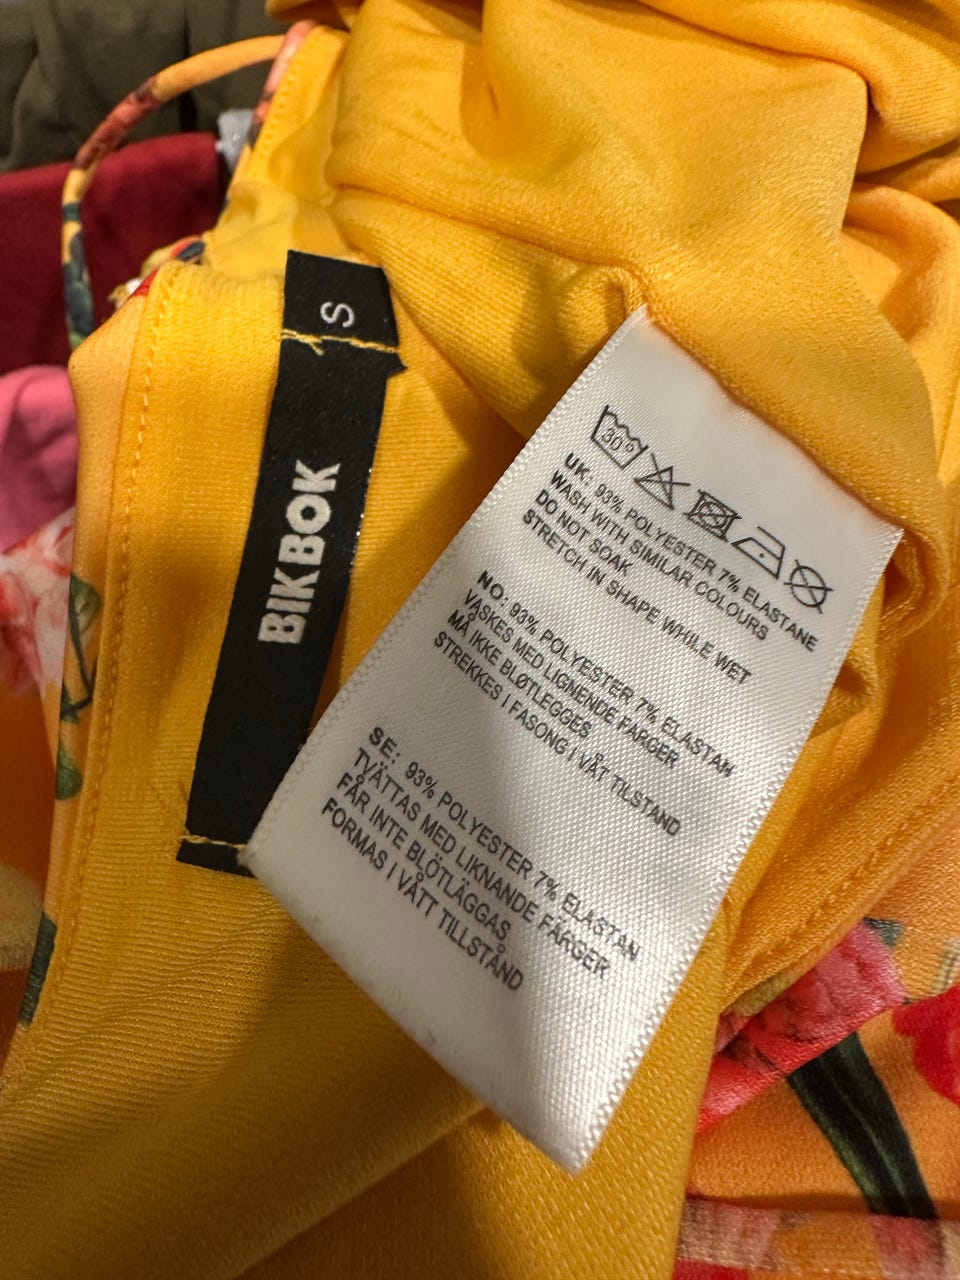 S
BIKBOK
30°
UK: 93% POLYESTER 7% ELASTANE
WASH WITH SIMILAR COLOURS
DO NOT SOAK
STRETCH IN SHAPE WHILE WET
NO: 93% POLYESTER 7% ELASTAN
VASKES MED LIGNENDE FARGER
MÅ IKKE BLØTLEGGES
STREKKES I FASONG I VÅT TILSTAND
SE: 93% POLYESTER 7% ELASTAN
TVÄTTAS MED LIKNANDE FÄRGER
FÅR INTE BLÖTLÄGGAS
FORMAS I VÅTT TILLSTÅND